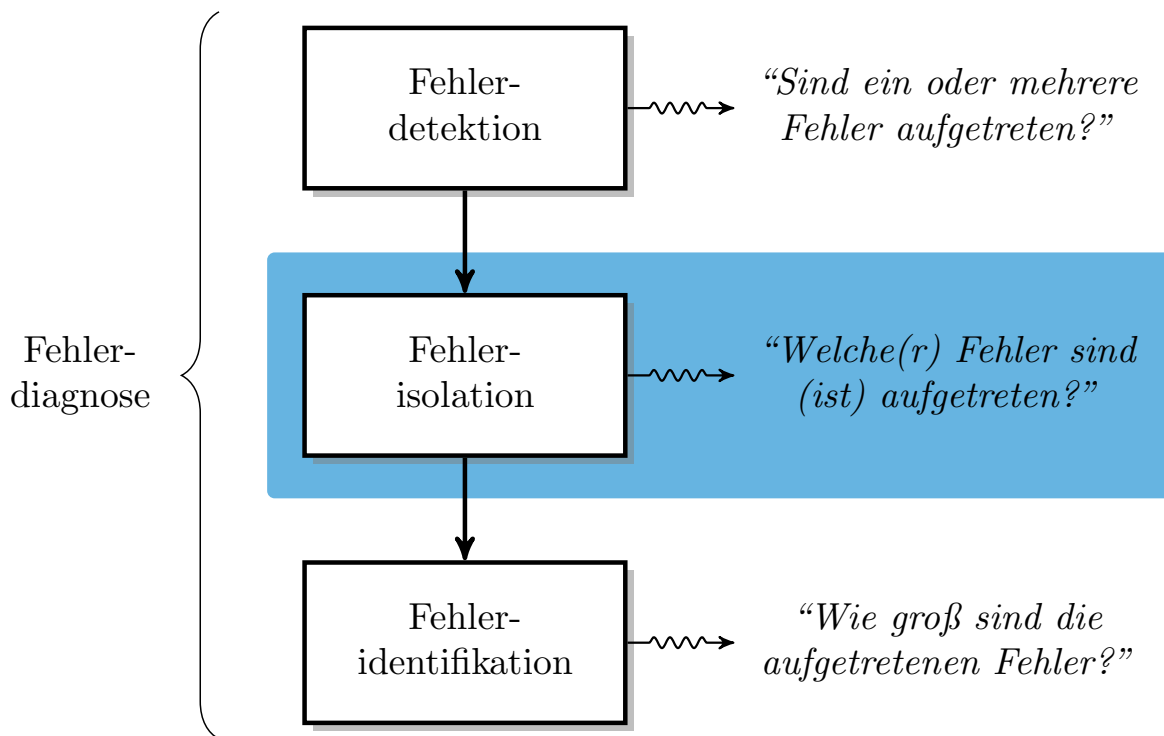 Fehler-
detektion
“Sind ein oder mehrere
Fehler aufgetreten?”
Fehler-
diagnose
Fehler-
isolation
“Welche(r) Fehler sind
(ist) aufgetreten?”
Fehler-
identifikation
“Wie groß sind die
aufgetretenen Fehler?”